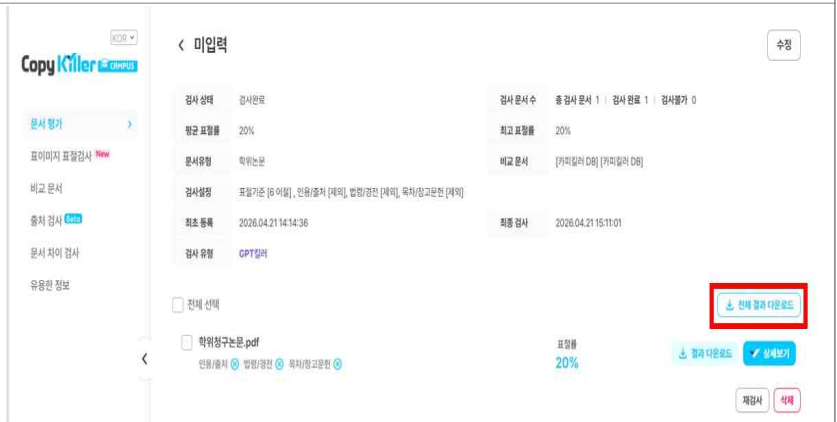 KOR
< 미입력
수정
Copy Killer CAMPUS
검사 상태 검사완료 검사 문서 수 총 검사 문서 1 | 검사 완료 1 | 검사불가 0
문서 평가 >
평균 표절률 20% 최고 표절률 20%
표이미지 표절검사 New
문서유형 학위논문 비교 문서 [카피킬러 DB] [카피킬러 DB]
비교 문서
검사설정 표절기준 [6 어절] , 인용/출처 [제외], 법령/경전 [제외], 목차/참고문헌 [제외]
출처 검사 Beta
최초 등록 2026.04.21 14:14:36 최종 검사 2026.04.21 15:11:01
문서 차이 검사
검사 유형 GPT킬러
유용한 정보
전체 선택 전체 결과 다운로드
학위청구논문.pdf 표절률
인용/출처 법령/경전 목차/참고문헌 20% 결과 다운로드 상세보기
재검사 삭제